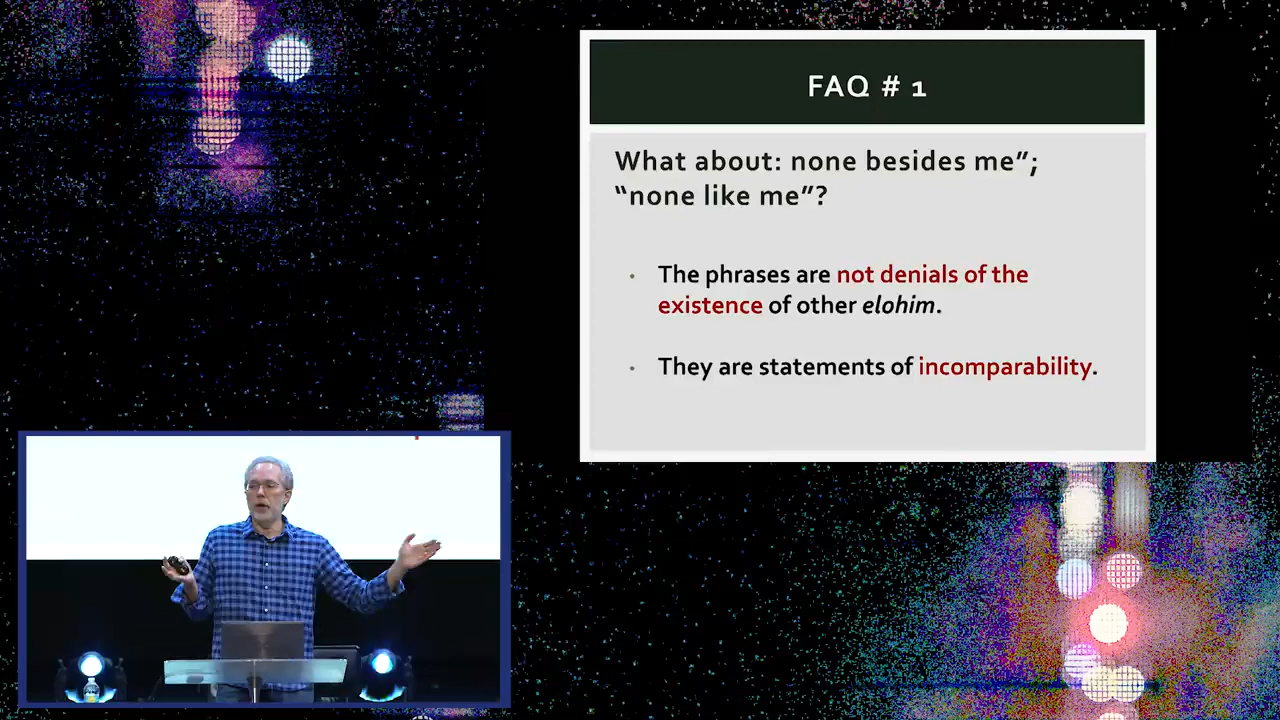 FAQ # 1
What about: none besides me”;
“none like me”?
• The phrases are not denials of the
existence of other elohim.
• They are statements of incomparability.